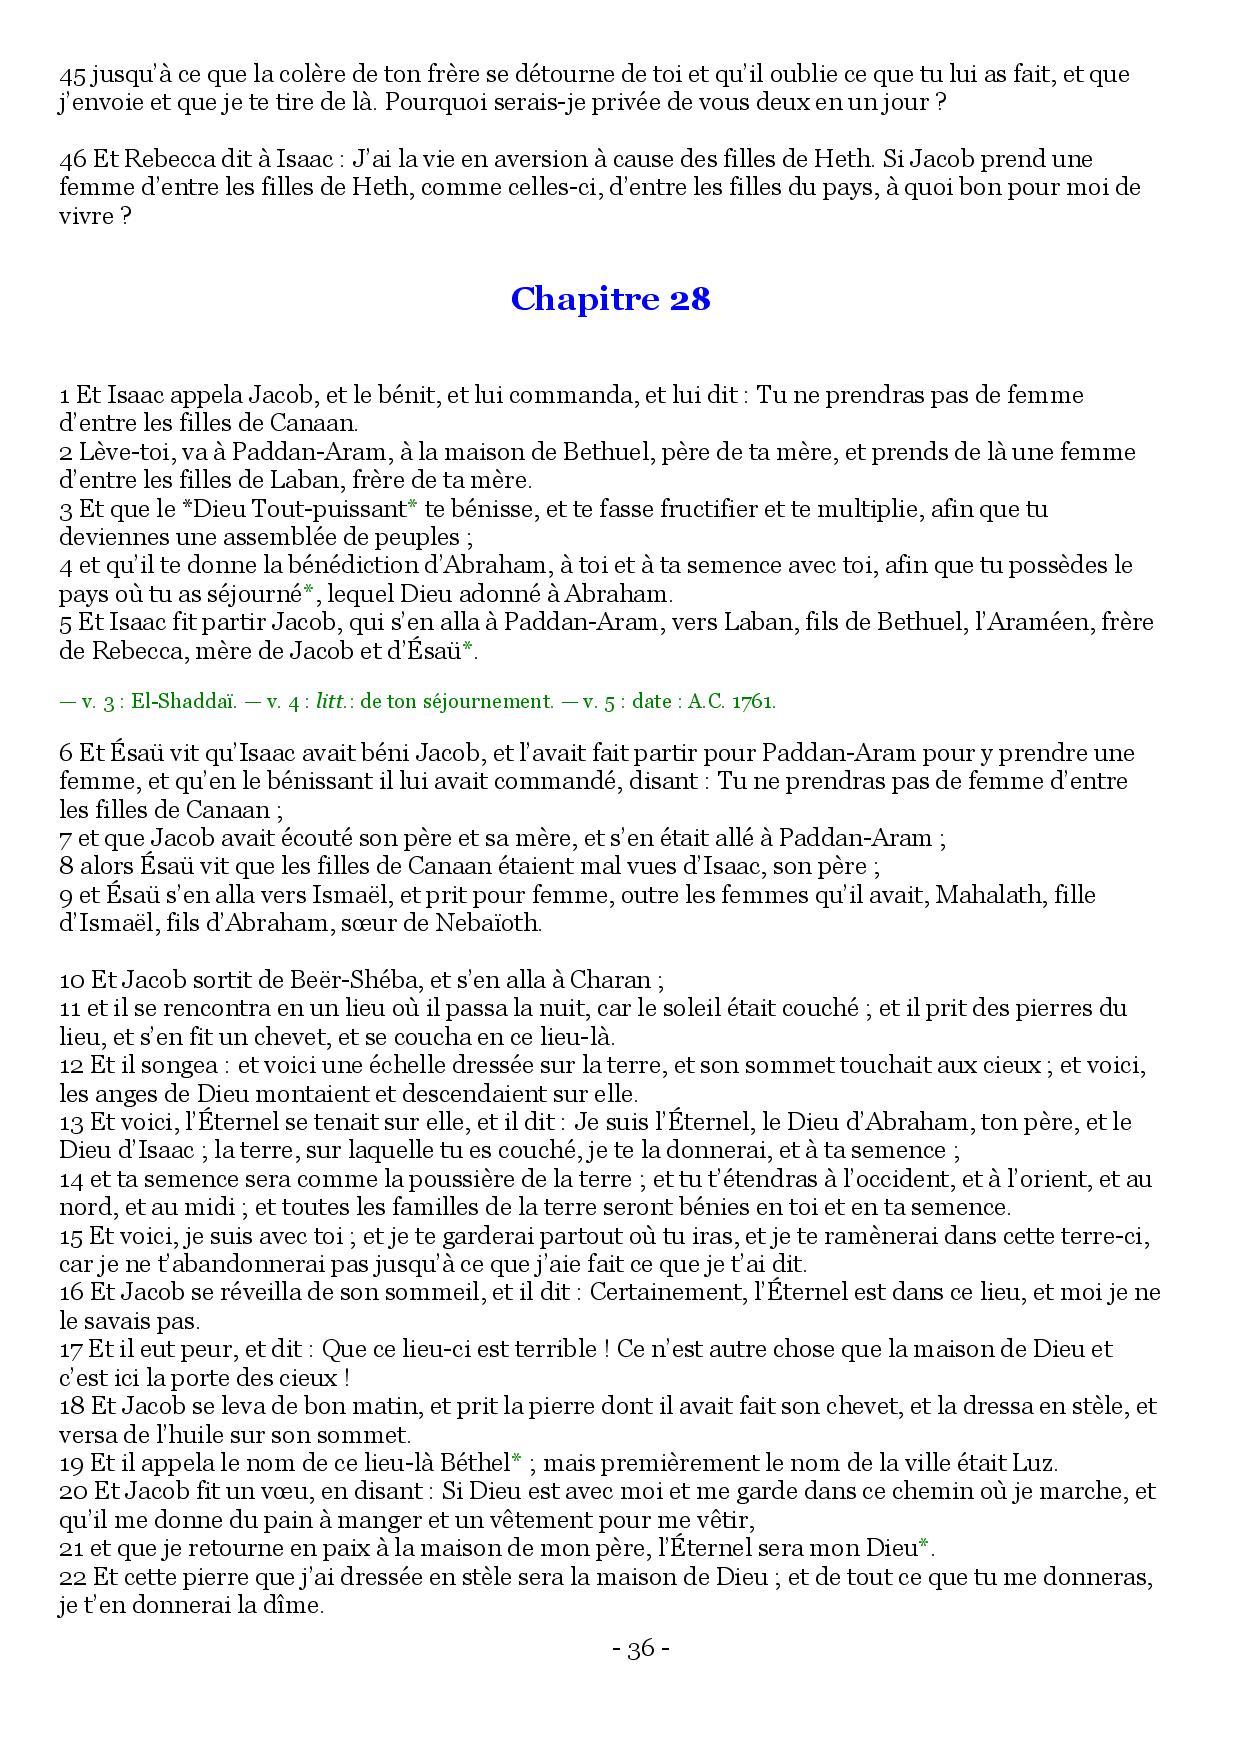 45 jusqu’à ce que la colère de ton frère se détourne de toi et qu’il oublie ce que tu lui as fait, et que
j’envoie et que je te tire de là. Pourquoi serais-je privée de vous deux en un jour ?
46 Et Rebecca dit à Isaac : J’ai la vie en aversion à cause des filles de Heth. Si Jacob prend une
femme d’entre les filles de Heth, comme celles-ci, d’entre les filles du pays, à quoi bon pour moi de
vivre ?
Chapitre 28
1 Et Isaac appela Jacob, et le bénit, et lui commanda, et lui dit : Tu ne prendras pas de femme
d’entre les filles de Canaan.
2 Lève-toi, va à Paddan-Aram, à la maison de Bethuel, père de ta mère, et prends de là une femme
d’entre les filles de Laban, frère de ta mère.
3 Et que le *Dieu Tout-puissant* te bénisse, et te fasse fructifier et te multiplie, afin que tu
deviennes une assemblée de peuples ;
4 et qu’il te donne la bénédiction d’Abraham, à toi et à ta semence avec toi, afin que tu possèdes le
pays où tu as séjourné*, lequel Dieu adonné à Abraham.
5 Et Isaac fit partir Jacob, qui s’en alla à Paddan-Aram, vers Laban, fils de Bethuel, l’Araméen, frère
de Rebecca, mère de Jacob et d’Ésaü*.
— v. 3 : El-Shaddaï. — v. 4 : litt.: de ton séjournement. — v. 5 : date : A.C. 1761.
6 Et Ésaü vit qu’Isaac avait béni Jacob, et l’avait fait partir pour Paddan-Aram pour y prendre une
femme, et qu’en le bénissant il lui avait commandé, disant : Tu ne prendras pas de femme d’entre
les filles de Canaan ;
7 et que Jacob avait écouté son père et sa mère, et s’en était allé à Paddan-Aram ;
8 alors Ésaü vit que les filles de Canaan étaient mal vues d’Isaac, son père ;
9 et Ésaü s’en alla vers Ismaël, et prit pour femme, outre les femmes qu’il avait, Mahalath, fille
d’Ismaël, fils d’Abraham, sœur de Nebaïoth.
10 Et Jacob sortit de Beër-Shéba, et s’en alla à Charan ;
11 et il se rencontra en un lieu où il passa la nuit, car le soleil était couché ; et il prit des pierres du
lieu, et s’en fit un chevet, et se coucha en ce lieu-là.
12 Et il songea : et voici une échelle dressée sur la terre, et son sommet touchait aux cieux ; et voici,
les anges de Dieu montaient et descendaient sur elle.
13 Et voici, l’Éternel se tenait sur elle, et il dit : Je suis l’Éternel, le Dieu d’Abraham, ton père, et le
Dieu d’Isaac ; la terre, sur laquelle tu es couché, je te la donnerai, et à ta semence ;
14 et ta semence sera comme la poussière de la terre ; et tu t’étendras à l’occident, et à l’orient, et au
nord, et au midi ; et toutes les familles de la terre seront bénies en toi et en ta semence.
15 Et voici, je suis avec toi ; et je te garderai partout où tu iras, et je te ramènerai dans cette terre-ci,
car je ne t’abandonnerai pas jusqu’à ce que j’aie fait ce que je t’ai dit.
16 Et Jacob se réveilla de son sommeil, et il dit : Certainement, l’Éternel est dans ce lieu, et moi je ne
le savais pas.
17 Et il eut peur, et dit : Que ce lieu-ci est terrible ! Ce n’est autre chose que la maison de Dieu et
c’est ici la porte des cieux !
18 Et Jacob se leva de bon matin, et prit la pierre dont il avait fait son chevet, et la dressa en stèle, et
versa de l’huile sur son sommet.
19 Et il appela le nom de ce lieu-là Béthel* ; mais premièrement le nom de la ville était Luz.
20 Et Jacob fit un vœu, en disant : Si Dieu est avec moi et me garde dans ce chemin où je marche, et
qu’il me donne du pain à manger et un vêtement pour me vêtir,
21 et que je retourne en paix à la maison de mon père, l’Éternel sera mon Dieu*.
22 Et cette pierre que j’ai dressée en stèle sera la maison de Dieu ; et de tout ce que tu me donneras,
je t’en donnerai la dîme.
- 36 -